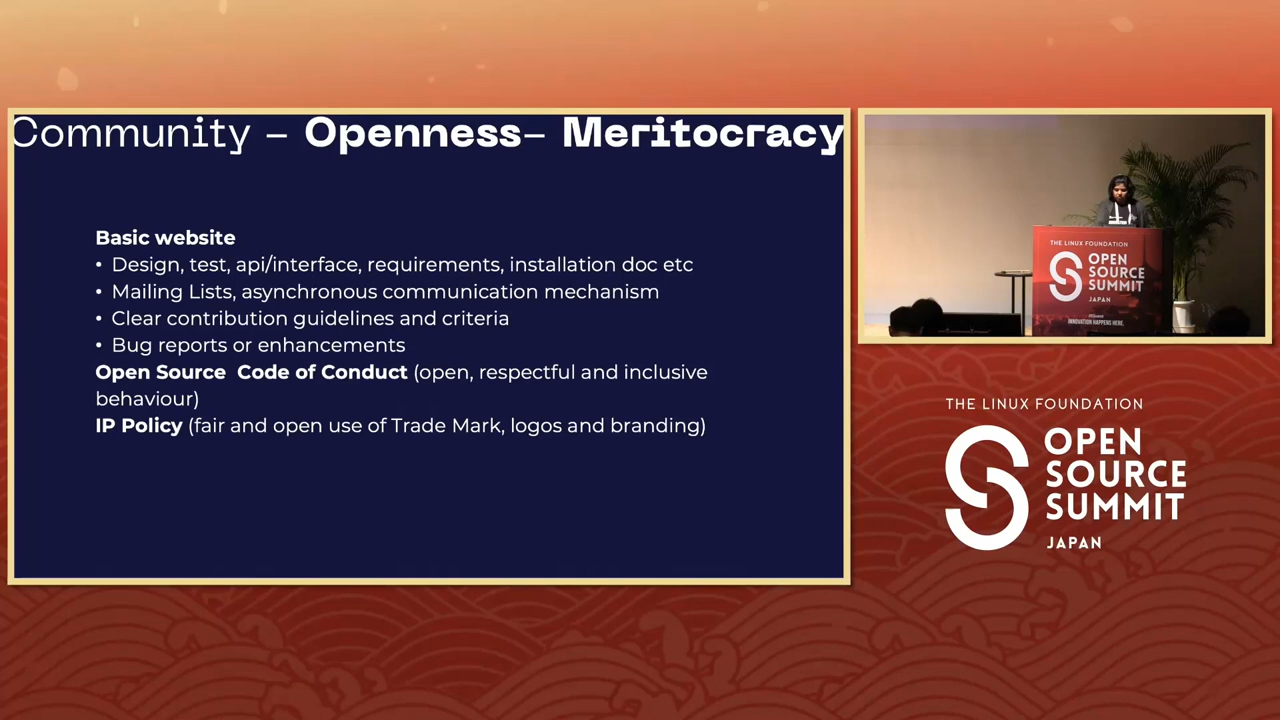 Community – Openness– Meritocracy
Basic website
• Design, test, api/interface, requirements, installation doc etc
• Mailing Lists, asynchronous communication mechanism
• Clear contribution guidelines and criteria
• Bug reports or enhancements
Open Source  Code of Conduct (open, respectful and inclusive
behaviour)
IP Policy (fair and open use of Trade Mark, logos and branding)
THE LINUX FOUNDATION
OPEN
SOURCE
SUMMIT
JAPAN
INNOVATION HAPPENS HERE.
THE LINUX FOUNDATION
OPEN
SOURCE
SUMMIT
JAPAN